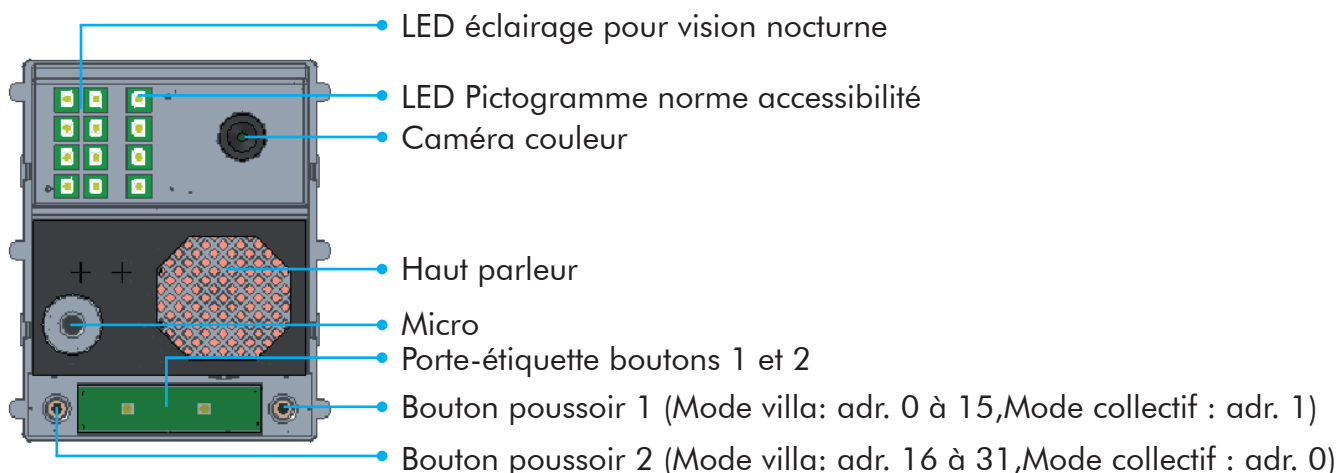 LED éclairage pour vision nocturne
LED Pictogramme norme accessibilité
Caméra couleur
Haut parleur
Micro
Porte-étiquette boutons 1 et 2
Bouton poussoir 1 (Mode villa: adr. 0 à 15,Mode collectif : adr. 1)
Bouton poussoir 2 (Mode villa: adr. 16 à 31,Mode collectif : adr. 0)